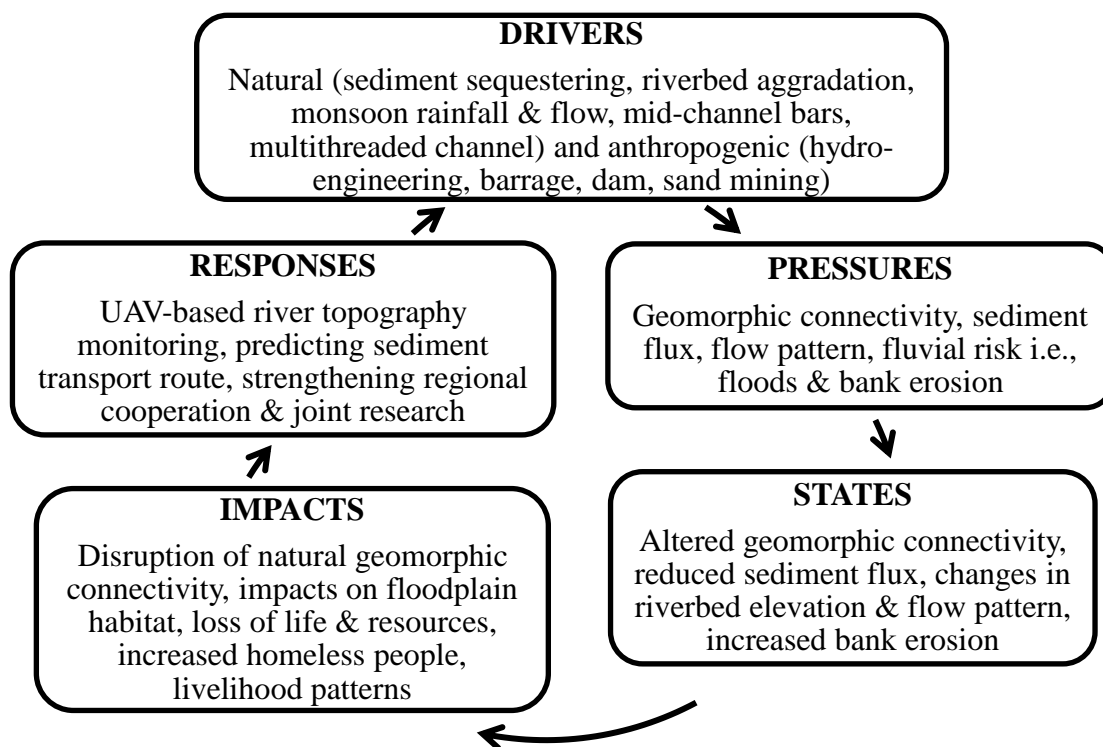 DRIVERS
Natural (sediment sequestering, riverbed aggradation,
monsoon rainfall & flow, mid-channel bars,
multithreaded channel) and anthropogenic (hydro-
engineering, barrage, dam, sand mining)
RESPONSES
UAV-based river topography
monitoring, predicting sediment
transport route, strengthening regional
cooperation & joint research
PRESSURES
Geomorphic connectivity, sediment
flux, flow pattern, fluvial risk i.e.,
floods & bank erosion
IMPACTS
Disruption of natural geomorphic
connectivity, impacts on floodplain
habitat, loss of life & resources,
increased homeless people,
livelihood patterns
STATES
Altered geomorphic connectivity,
reduced sediment flux, changes in
riverbed elevation & flow pattern,
increased bank erosion